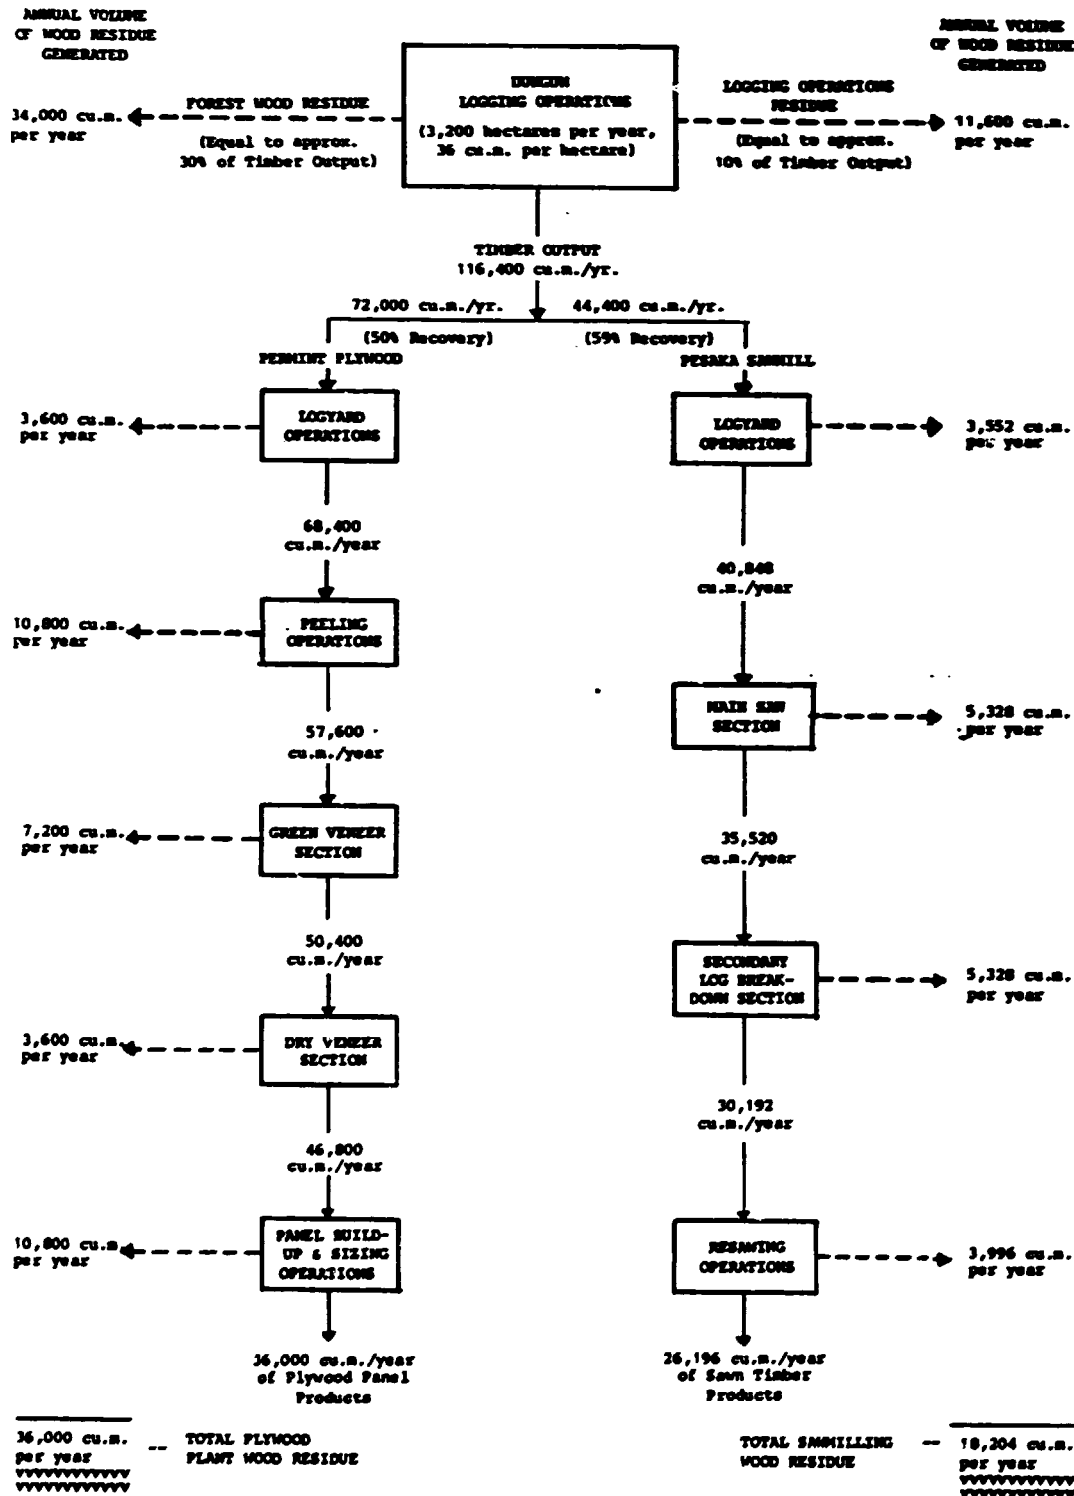 ANNUAL VOLUME
OF WOOD RESIDUE
GENERATED
34,000 cu.m.
per year
FOREST WOOD RESIDUE
(Equal to approx.
30% of Timber Output)
DUNGUN
LOGGING OPERATIONS
(3,200 hectares per year,
36 cu.m. per hectare)
LOGGING OPERATIONS
RESIDUE
(Equal to approx.
10% of Timber Output)
ANNUAL VOLUME
OF WOOD RESIDUE
GENERATED
11,600 cu.m.
per year
TIMBER OUTPUT
116,400 cu.m./yr.
72,000 cu.m./yr.
(50% Recovery)
44,400 cu.m./yr.
(59% Recovery)
PERMINT PLYWOOD
PESAKA SAWMILL
3,600 cu.m.
per year
LOGYARD
OPERATIONS
LOGYARD
OPERATIONS
3,552 cu.m.
per year
68,400
cu.m./year
40,848
cu.m./year
10,800 cu.m.
per year
PEELING
OPERATIONS
MAIN SAW
SECTION
5,328 cu.m.
per year
57,600
cu.m./year
35,520
cu.m./year
7,200 cu.m.
per year
GREEN VENEER
SECTION
50,400
cu.m./year
SECONDARY
LOG BREAK-
DOWN SECTION
5,328 cu.m.
per year
3,600 cu.m.
per year
DRY VENEER
SECTION
30,192
cu.m./year
46,800
cu.m./year
10,800 cu.m
per year
PANEL BUILD-
UP & SIZING
OPERATIONS
RESAWING
OPERATIONS
3,996 cu.m.
per year
36,000 cu.m./year
of Plywood Panel
Products
26,196 cu.m./year
of Sawn Timber
Products
36,000 cu.m.
per year
-- TOTAL PLYWOOD
PLANT WOOD RESIDUE
TOTAL SAWMILLING --
WOOD RESIDUE
18,204 cu.m.
per year